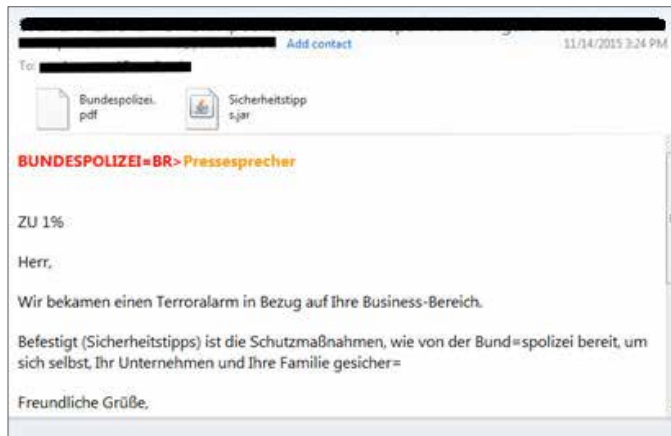 Add contact
11/14/2015 3:24 PM
To:
Bundespolizei.
pdf
Sicherheitstipp
s.jar
BUNDESPOLIZEI=BR>Pressesprecher
ZU 1%
Herr,
Wir bekamen einen Terroralarm in Bezug auf Ihre Business-Bereich.
Befestigt (Sicherheitstipps) ist die Schutzmaßnahmen, wie von der Bund=spolizei bereit, um
sich selbst, Ihr Unternehmen und Ihre Familie gesicher=
Freundliche Grüße,